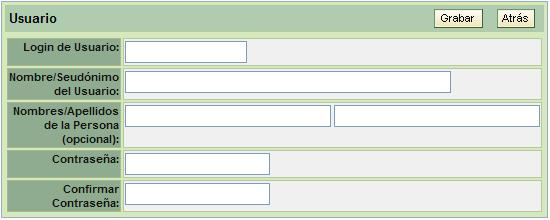 Usuario Grabar Atrás
Login de Usuario:
Nombre/Seudónimo
del Usuario:
Nombres/Apellidos
de la Persona
(opcional):
Contraseña:
Confirmar
Contraseña: